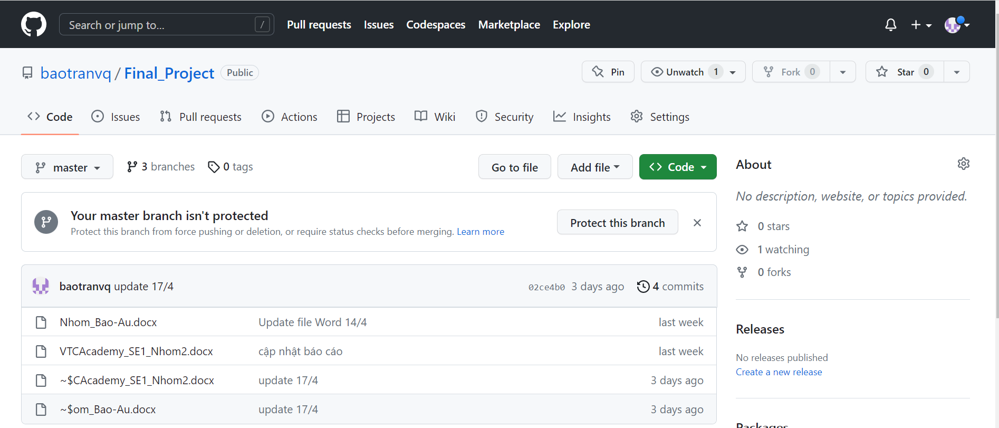 Search or jump to... / Pull requests Issues Codespaces Marketplace Explore
baotranvq / Final_Project Public Pin Unwatch 1 Fork 0 Star 0
Code Issues Pull requests Actions Projects Wiki Security Insights Settings
master 3 branches 0 tags Go to file Add file Code
Your master branch isn't protected
Protect this branch from force pushing or deletion, or require status checks before merging. Learn more
Protect this branch
baotranvq update 17/4 02ce4b0 3 days ago 4 commits
Nhom_Bao-Au.docx Update file Word 14/4 last week
VTCAcademy_SE1_Nhom2.docx cập nhật báo cáo last week
~$CAcademy_SE1_Nhom2.docx update 17/4 3 days ago
~$om_Bao-Au.docx update 17/4 3 days ago
About
No description, website, or topics provided.
0 stars
1 watching
0 forks
Releases
No releases published
Create a new release
Packages